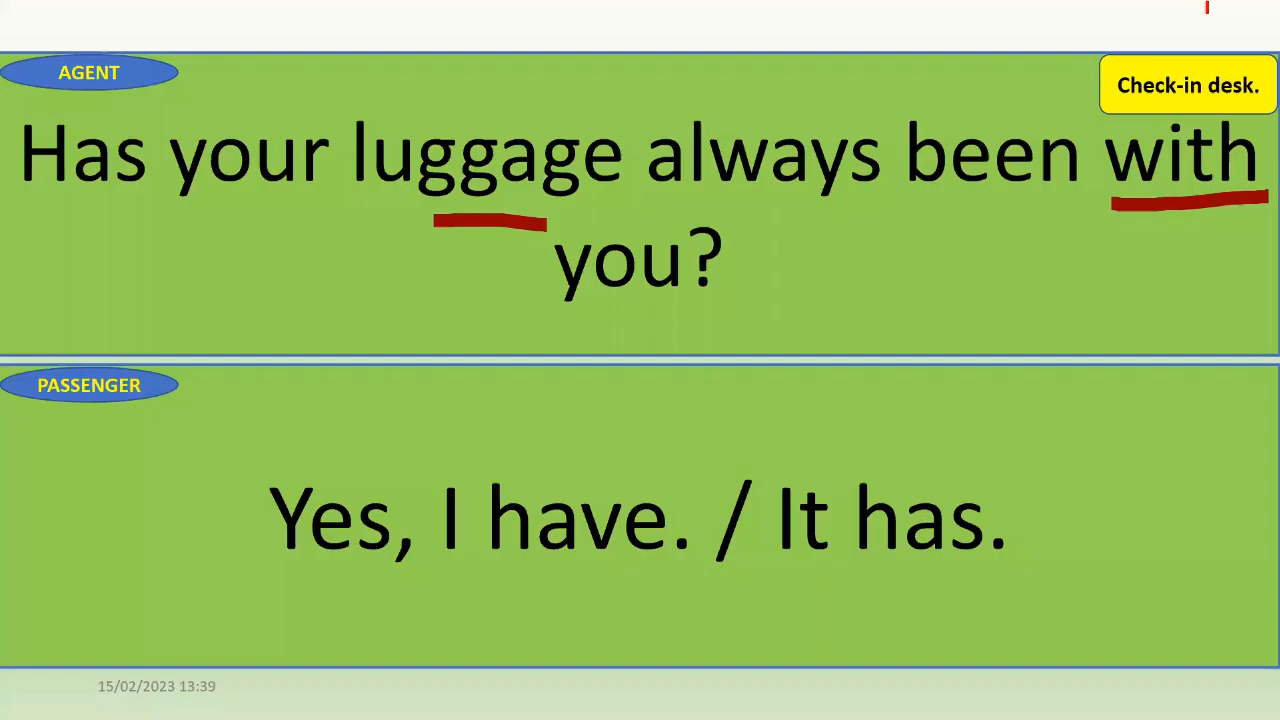 AGENT
Check-in desk.
Has your luggage always been with
you?
PASSENGER
Yes, I have. / It has.
15/02/2023 13:39